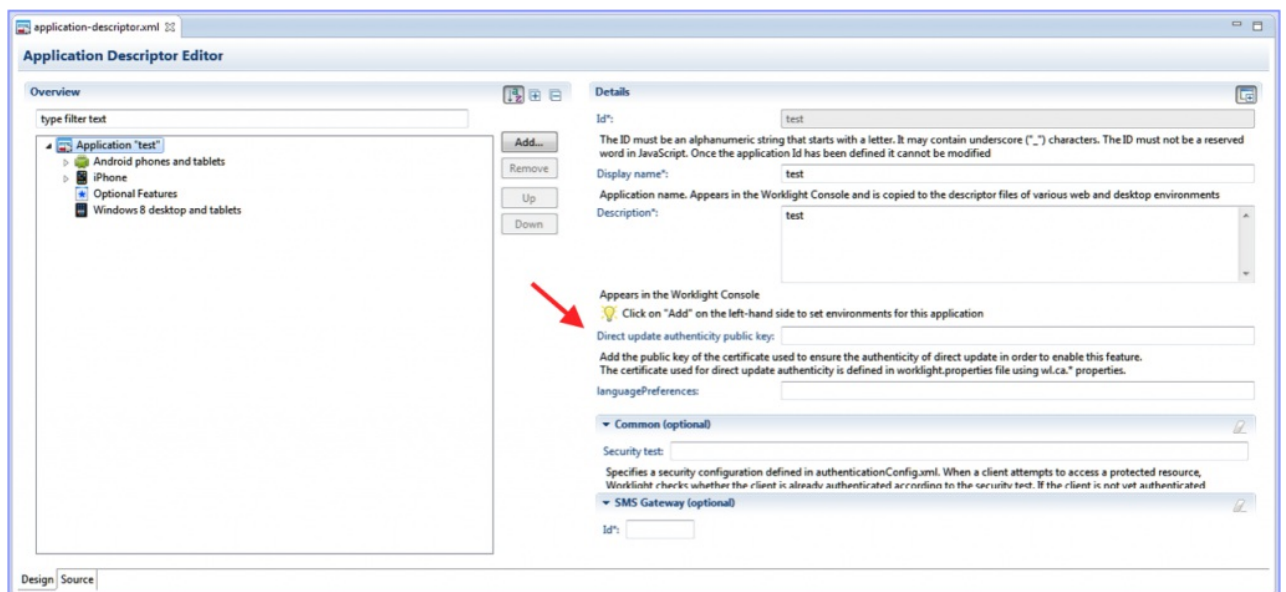 application-descriptor.xml
Application Descriptor Editor
Overview
type filter text
Application "test"
Android phones and tablets
iPhone
Optional Features
Windows 8 desktop and tablets
Add...
Remove
Up
Down
Details
Id*: test
The ID must be an alphanumeric string that starts with a letter. It may contain underscore ("_") characters. The ID must not be a reserved
word in JavaScript. Once the application Id has been defined it cannot be modified
Display name*: test
Application name. Appears in the Worklight Console and is copied to the descriptor files of various web and desktop environments
Description*: test
Appears in the Worklight Console
Click on "Add" on the left-hand side to set environments for this application
Direct update authenticity public key:
Add the public key of the certificate used to ensure the authenticity of direct update in order to enable this feature.
The certificate used for direct update authenticity is defined in worklight.properties file using wl.ca.* properties.
languagePreferences:
Common (optional)
Security test:
Specifies a security configuration defined in authenticationConfig.xml. When a client attempts to access a protected resource,
Worklight checks whether the client is already authenticated according to the security test. If the client is not yet authenticated
SMS Gateway (optional)
Id*:
Design Source